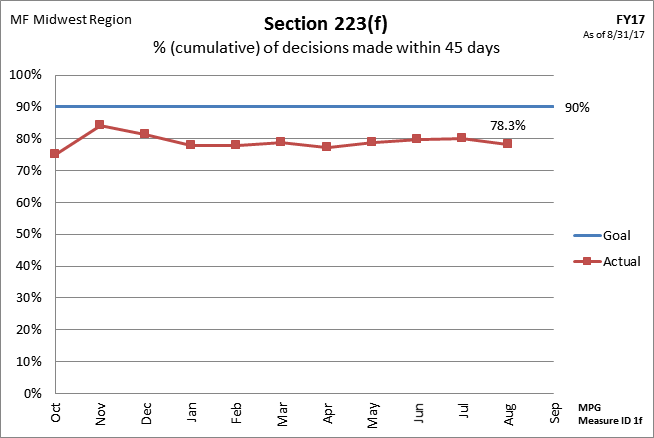 MF Midwest Region
Section 223(f)
FY17
As of 8/31/17
% (cumulative) of decisions made within 45 days
100%
90%
80%
70%
60%
50%
40%
30%
20%
10%
0%
90%
78.3%
Goal
Actual
Oct
Nov
Dec
Jan
Feb
Mar
Apr
May
Jun
Jul
Aug
Sep
MPG
Measure ID 1f